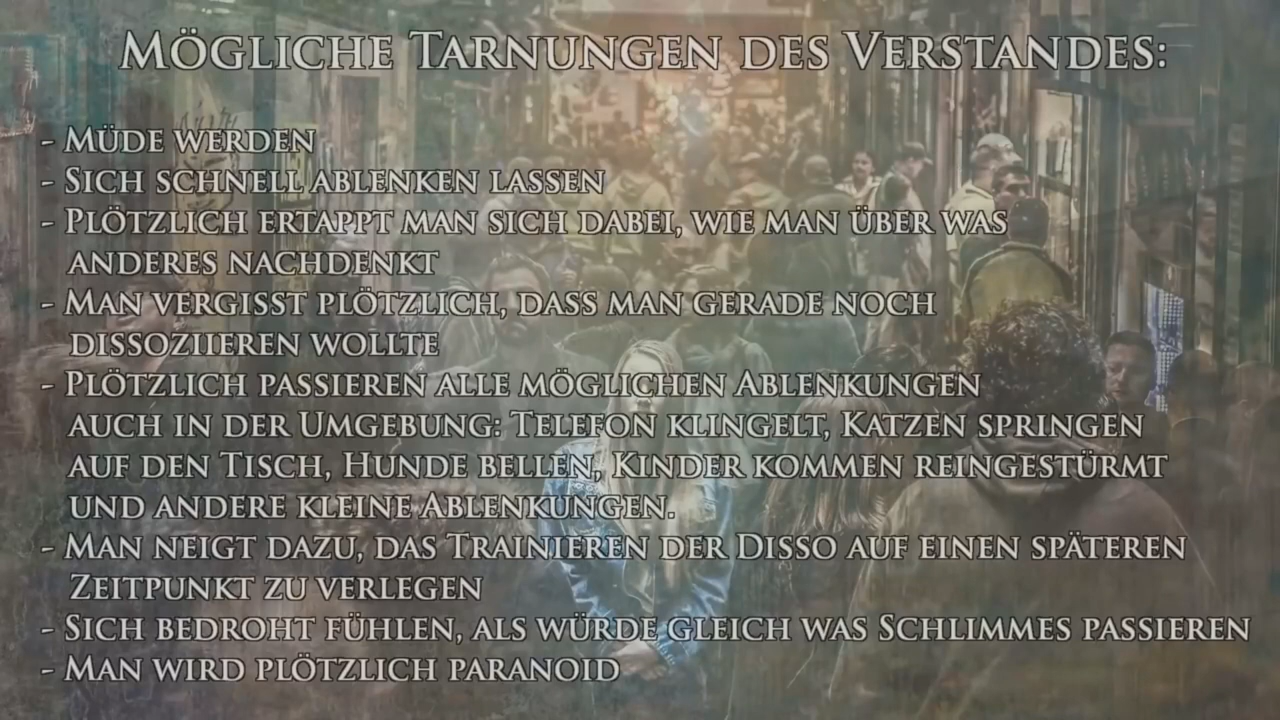 Mögliche Tarnungen des Verstandes:
- Müde werden
- Sich schnell ablenken lassen
- Plötzlich ertappt man sich dabei, wie man über was
anderes nachdenkt
- Man vergisst plötzlich, dass man gerade noch
dissoziieren wollte
- Plötzlich passieren alle möglichen Ablenkungen
auch in der Umgebung: Telefon klingelt, Katzen springen
auf den Tisch, Hunde bellen, Kinder kommen reingestürmt
und andere kleine Ablenkungen.
- Man neigt dazu, das Trainieren der Disso auf einen späteren
Zeitpunkt zu verlegen
- Sich bedroht fühlen, als würde gleich was Schlimmes passieren
- Man wird plötzlich paranoid